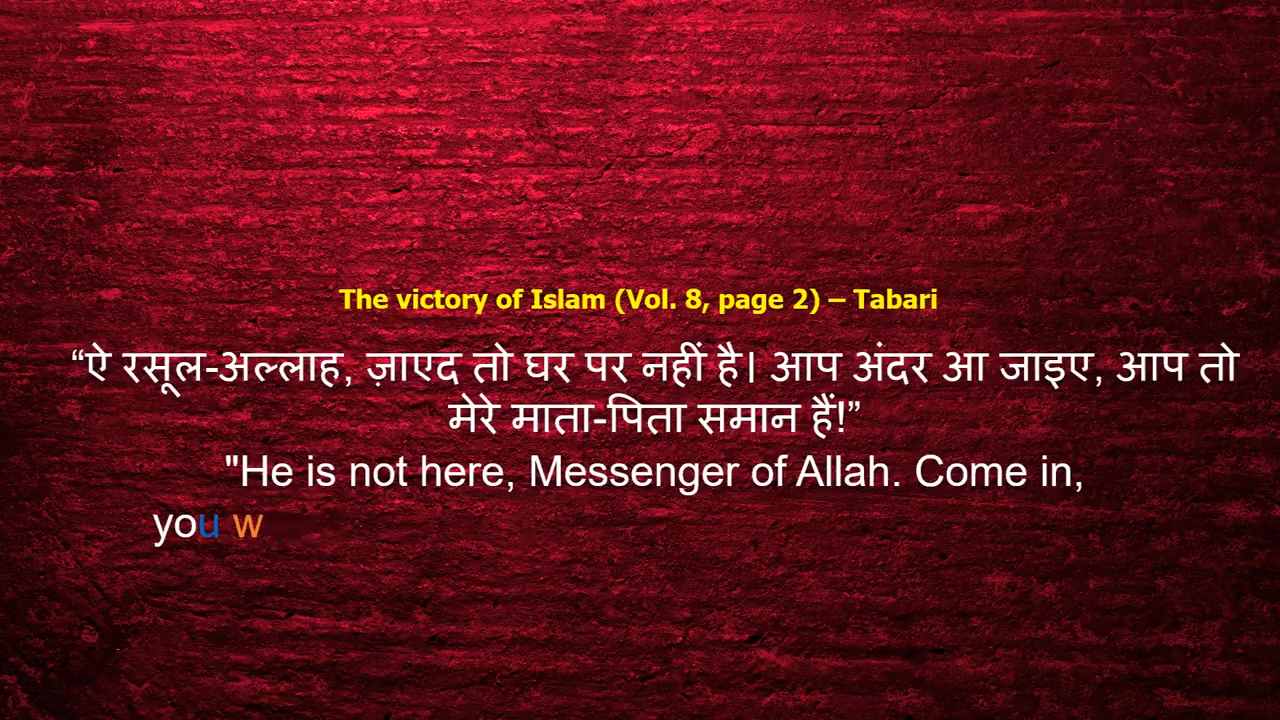 The victory of Islam (Vol. 8, page 2) – Tabari
“ऐ रसूल-अल्लाह, ज़ाएद तो घर पर नहीं है। आप अंदर आ जाइए, आप तो
मेरे माता-पिता समान हैं!”
"He is not here, Messenger of Allah. Come in,
you w